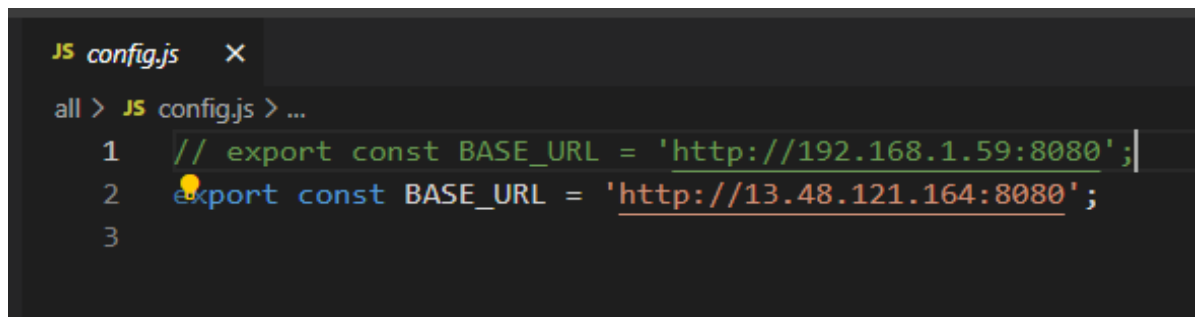 JS config.js ×
all > JS config.js > ...
1 // export const BASE_URL = 'http://192.168.1.59:8080';
2 export const BASE_URL = 'http://13.48.121.164:8080';
3